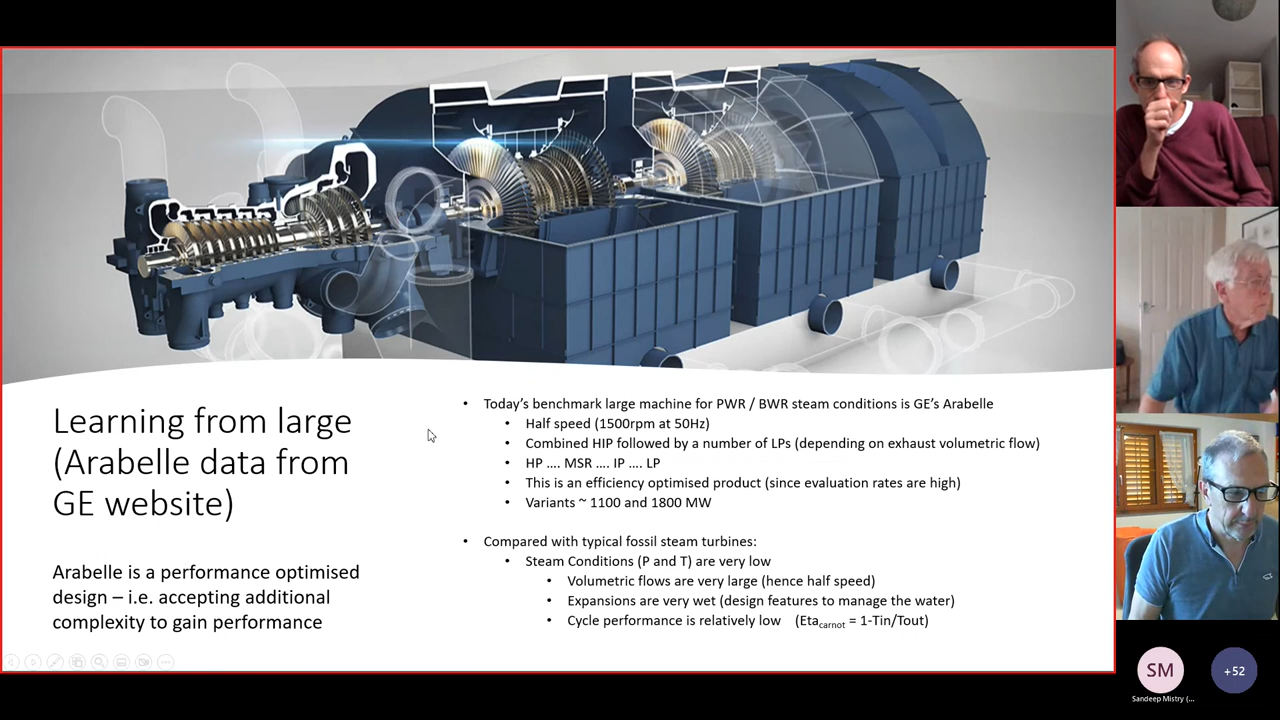 Learning from large
(Arabelle data from
GE website)
Arabelle is a performance optimised
design – i.e. accepting additional
complexity to gain performance
• Today's benchmark large machine for PWR / BWR steam conditions is GE's Arabelle
• Half speed (1500rpm at 50Hz)
• Combined HIP followed by a number of LPs (depending on exhaust volumetric flow)
• HP .... MSR .... IP .... LP
• This is an efficiency optimised product (since evaluation rates are high)
• Variants ~ 1100 and 1800 MW
• Compared with typical fossil steam turbines:
• Steam Conditions (P and T) are very low
• Volumetric flows are very large (hence half speed)
• Expansions are very wet (design features to manage the water)
• Cycle performance is relatively low (Etacarnot = 1-Tin/Tout)
SM
Sandeep Mistry (...
+52